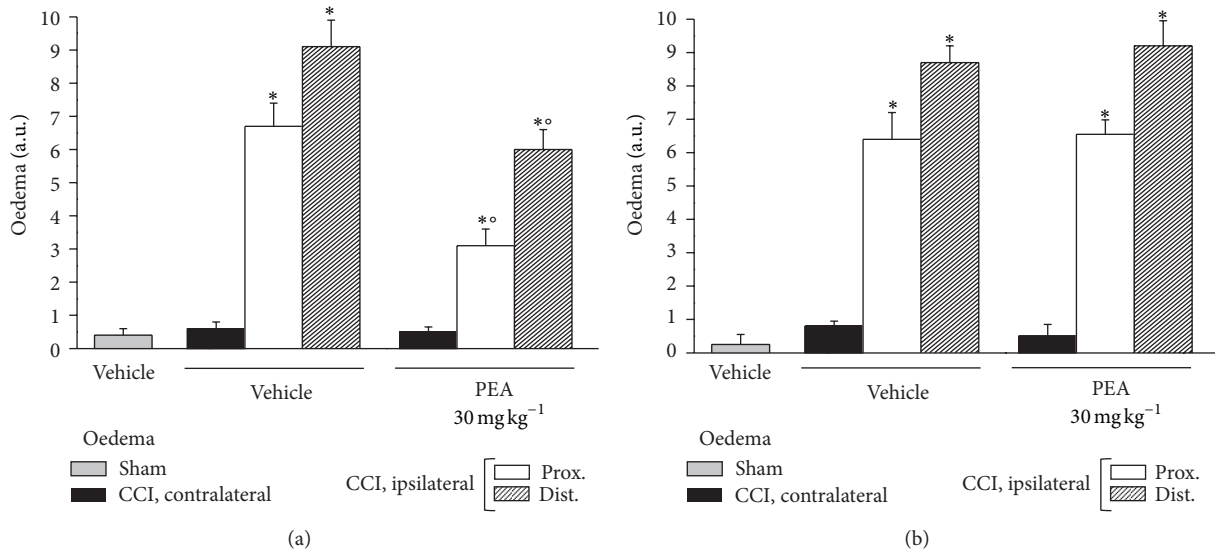 10
9
8
7
6
5
4
3
2
1
0
Oedema (a.u.)
*
*
*°
*°
Vehicle
Vehicle
PEA
30 mg kg⁻¹
Oedema
Sham
CCI, contralateral
CCI, ipsilateral
Prox.
Dist.
(a)
10
9
8
7
6
5
4
3
2
1
0
Oedema (a.u.)
*
*
*
*
Vehicle
Vehicle
PEA
30 mg kg⁻¹
Oedema
Sham
CCI, contralateral
CCI, ipsilateral
Prox.
Dist.
(b)